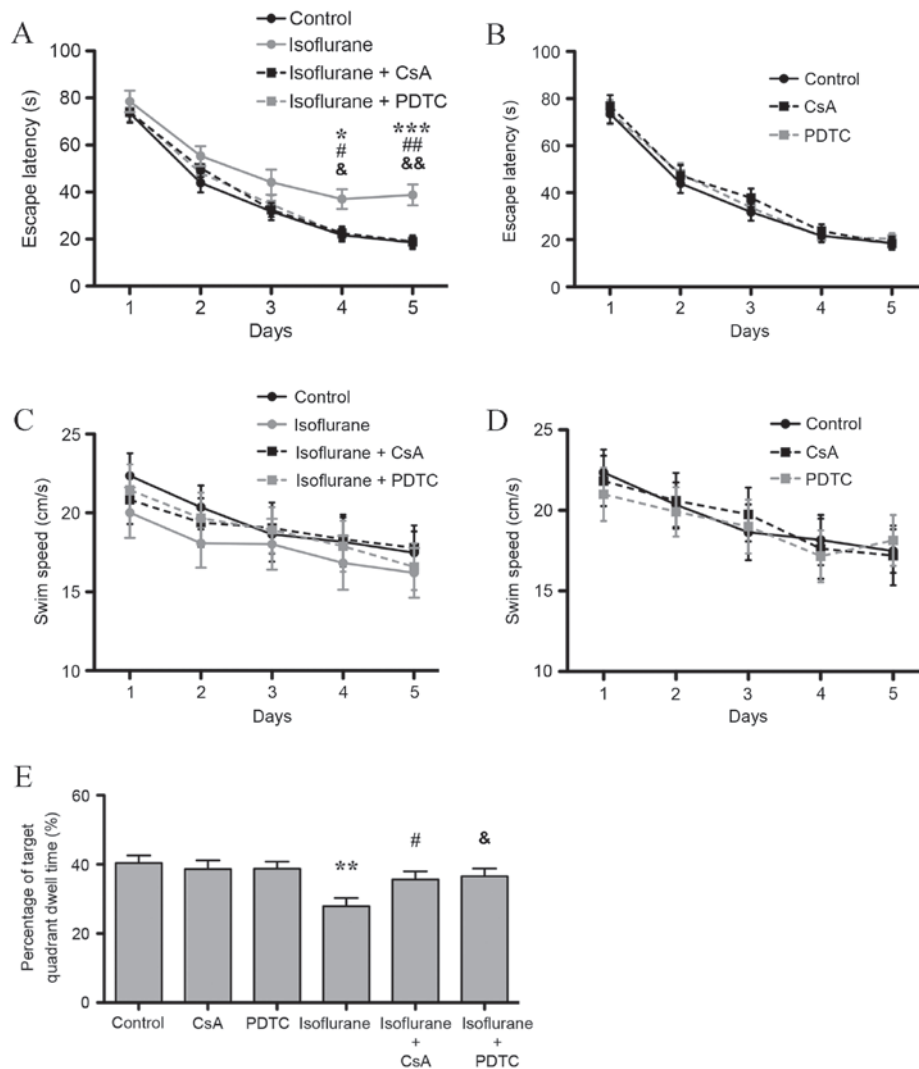 A
Control
Isoflurane
Isoflurane + CsA
Isoflurane + PDTC
Escape latency (s)
100
80
60
40
20
0
* ***
# ##
& &&
1 2 3 4 5
Days
B
Control
CsA
PDTC
Escape latency (s)
100
80
60
40
20
0
1 2 3 4 5
Days
C
Control
Isoflurane
Isoflurane + CsA
Isoflurane + PDTC
Swim speed (cm/s)
25
20
15
10
1 2 3 4 5
Days
D
Control
CsA
PDTC
Swim speed (cm/s)
25
20
15
10
1 2 3 4 5
Days
E
Percentage of target
quadrant dwell time (%)
80
60
40
20
0
** # &
Control CsA PDTC Isoflurane Isoflurane Isoflurane
+ +
CsA PDTC